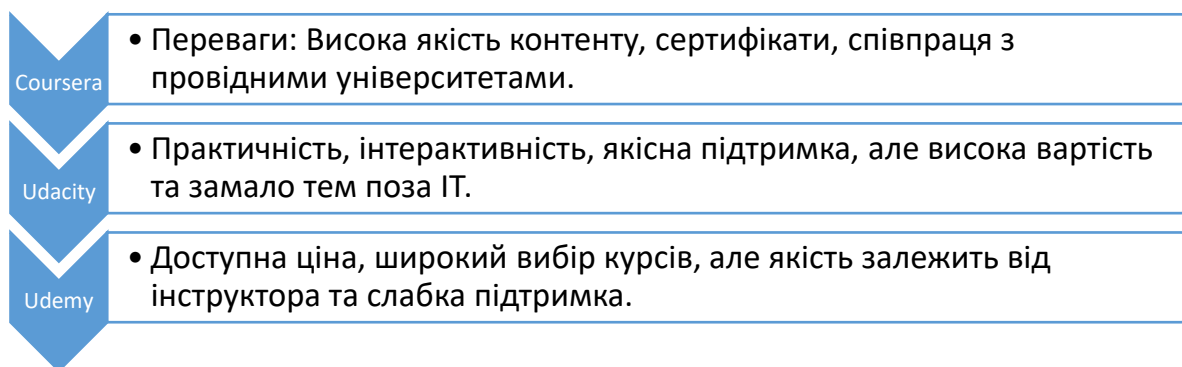 Coursera
• Переваги: Висока якість контенту, сертифікати, співпраця з
провідними університетами.
Udacity
• Практичність, інтерактивність, якісна підтримка, але висока вартість
та замало тем поза ІТ.
Udemy
• Доступна ціна, широкий вибір курсів, але якість залежить від
інструктора та слабка підтримка.